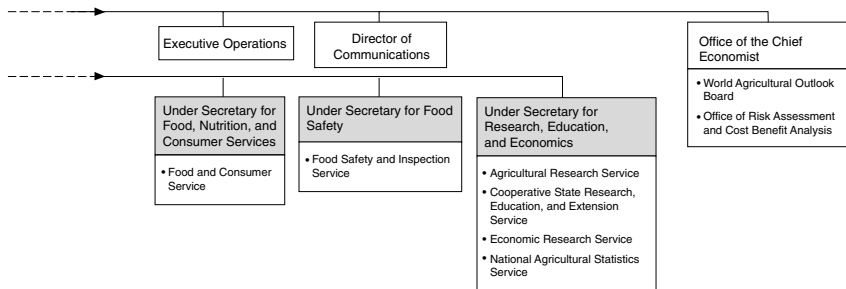 Executive Operations
Director of
Communications
Office of the Chief
Economist
• World Agricultural Outlook
Board
• Office of Risk Assessment
and Cost Benefit Analysis
Under Secretary for
Food, Nutrition, and
Consumer Services
• Food and Consumer
Service
Under Secretary for Food
Safety
• Food Safety and Inspection
Service
Under Secretary for
Research, Education,
and Economics
• Agricultural Research Service
• Cooperative State Research,
Education, and Extension
Service
• Economic Research Service
• National Agricultural Statistics
Service